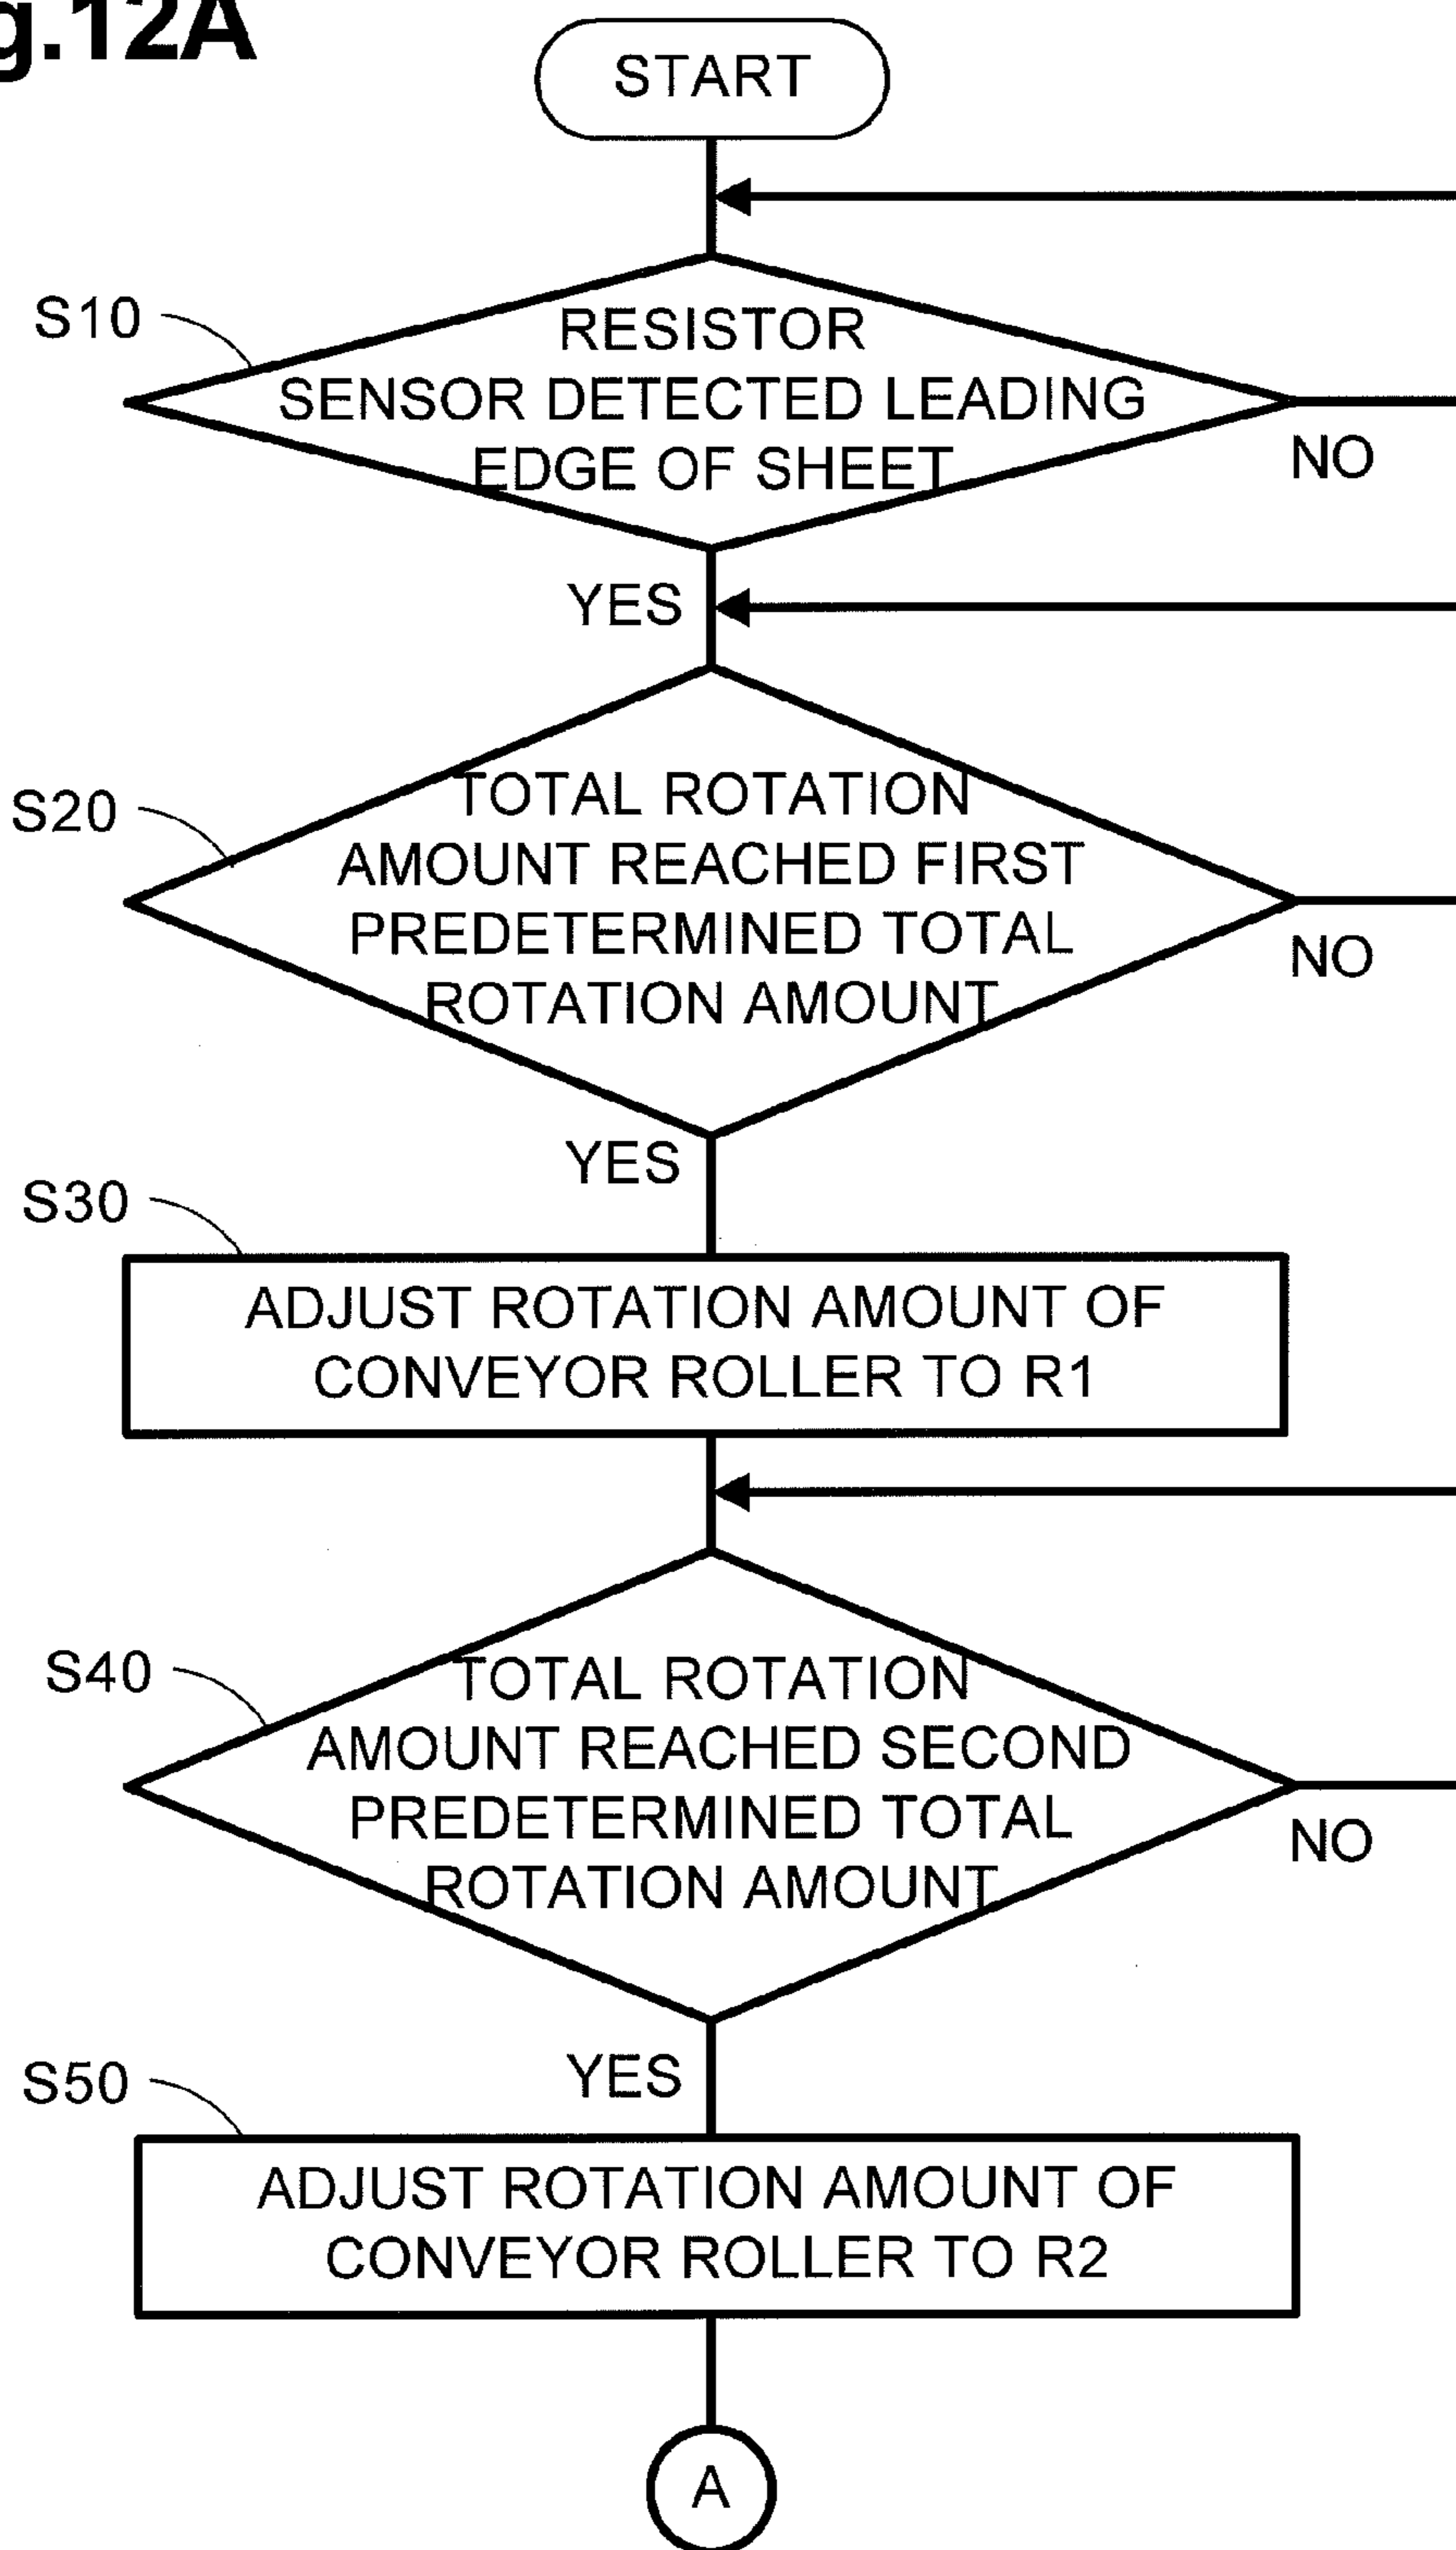 g.12A
START
S10
RESISTOR
SENSOR DETECTED LEADING
EDGE OF SHEET
NO
YES
S20
TOTAL ROTATION
AMOUNT REACHED FIRST
PREDETERMINED TOTAL
ROTATION AMOUNT
NO
YES
S30
ADJUST ROTATION AMOUNT OF
CONVEYOR ROLLER TO R1
S40
TOTAL ROTATION
AMOUNT REACHED SECOND
PREDETERMINED TOTAL
ROTATION AMOUNT
NO
YES
S50
ADJUST ROTATION AMOUNT OF
CONVEYOR ROLLER TO R2
A